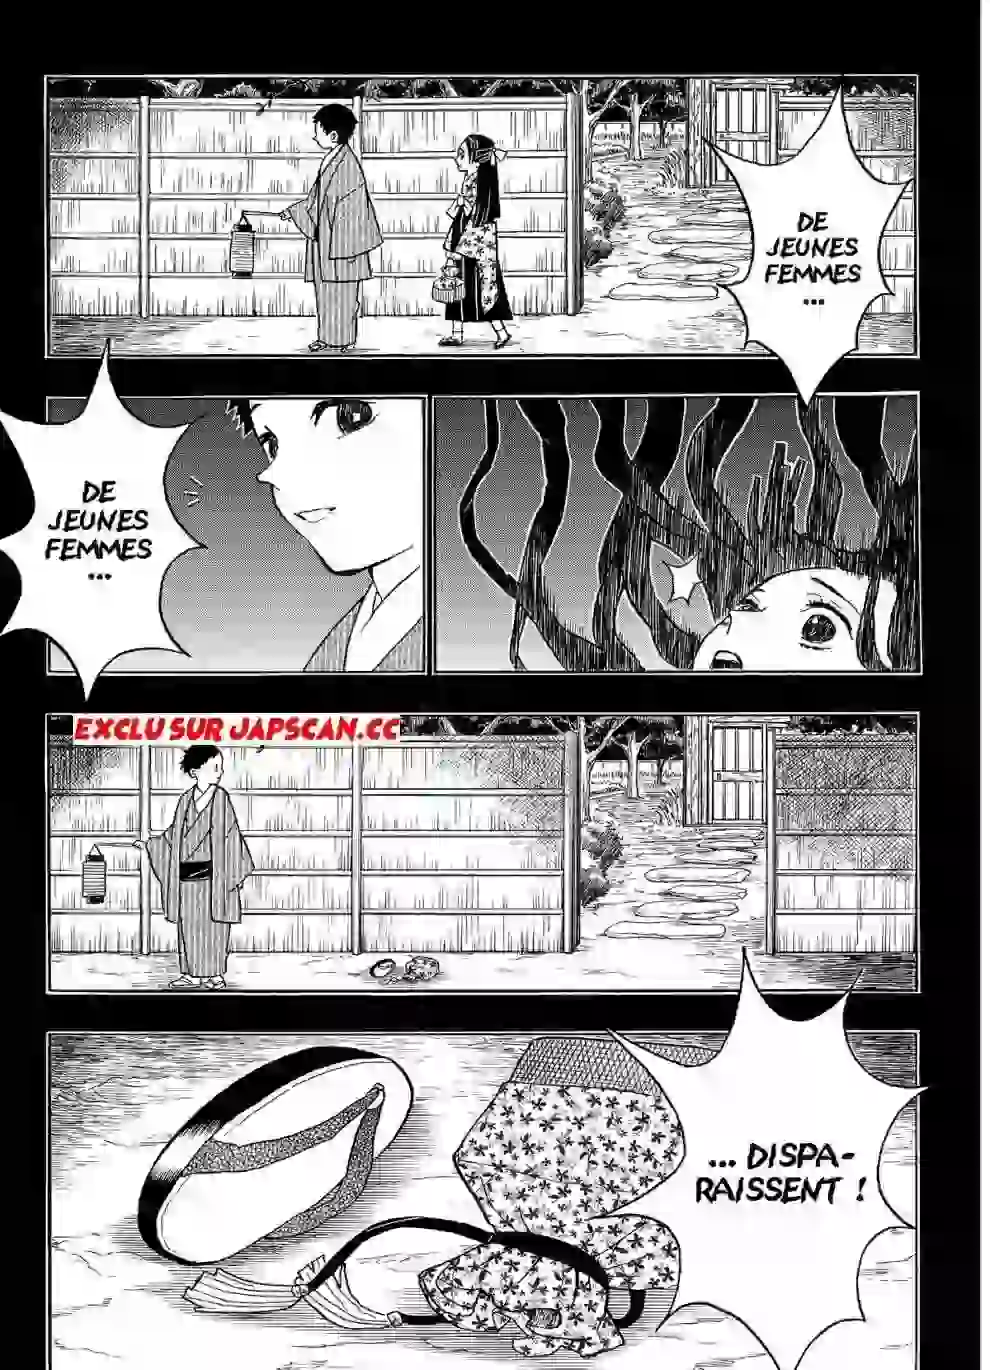 DE
JEUNES
FEMMES
...
DE
JEUNES
FEMMES
...
EXCLU SUR JAPSCAN.CC
... DISPA-
RAISSENT !